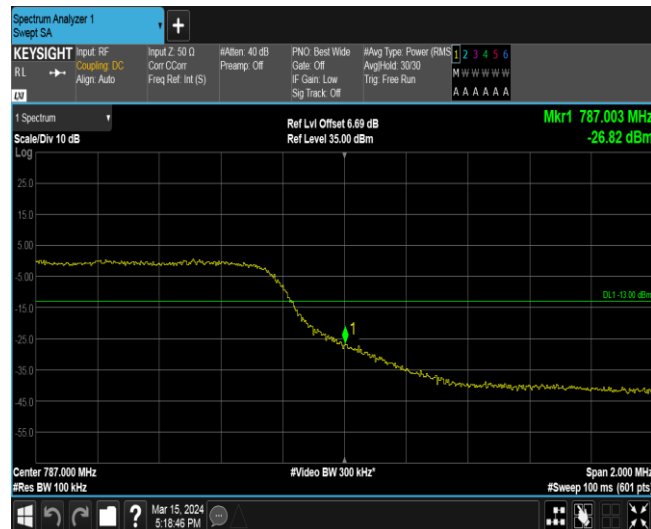 Spectrum Analyzer 1
Swept SA
KEYSIGHT
RL
LXI
Input: RF
Coupling: DC
Align: Auto
Input Z: 50 Ω
Corr CCorr
Freq Ref: Int (S)
#Atten: 40 dB
Preamp: Off
PNO: Best Wide
Gate: Off
IF Gain: Low
Sig Track: Off
#Avg Type: Power (RMS
Avg|Hold: 30/30
Trig: Free Run
1 2 3 4 5 6
M W W W W W
A A A A A A
1 Spectrum
Scale/Div 10 dB
Log
Ref Lvl Offset 6.69 dB
Ref Level 35.00 dBm
Mkr1 787.003 MHz
-26.82 dBm
25.0
15.0
5.00
-5.00
-15.0
-25.0
-35.0
-45.0
-55.0
DL1 -13.00 dBm
1
Center 787.000 MHz
#Res BW 100 kHz
#Video BW 300 kHz*
Span 2.000 MHz
#Sweep 100 ms (601 pts)
?
Mar 15, 2024
5:18:46 PM